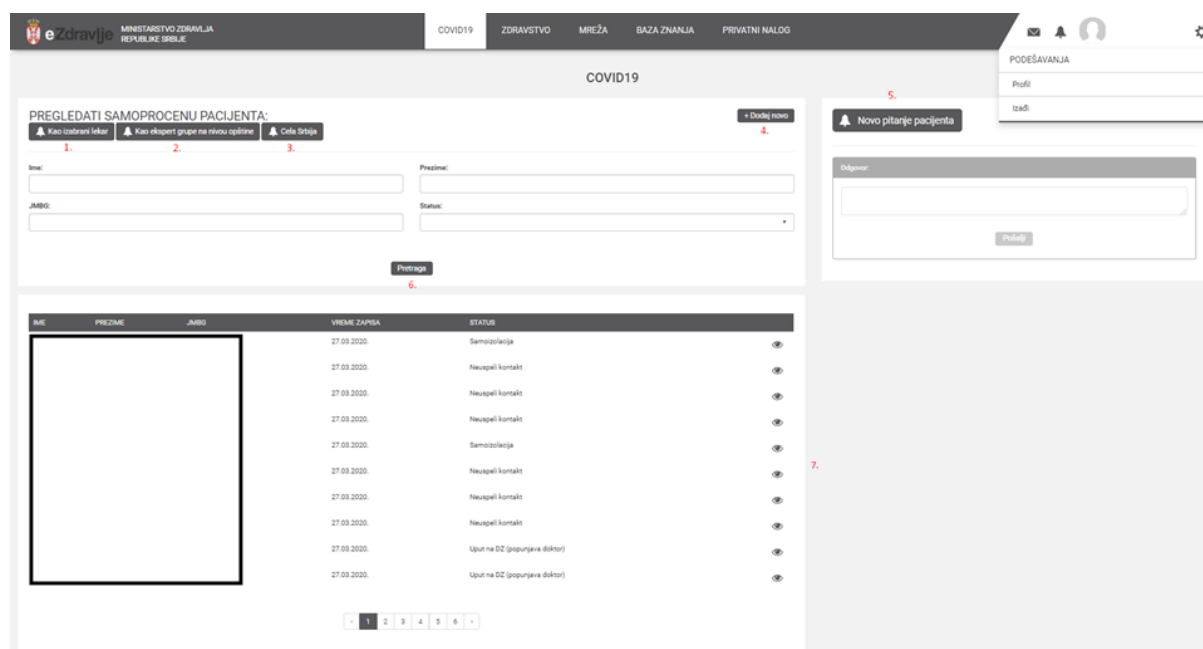 eZdravlje MINISTARSTVO ZDRAVLJA
REPUBLIKE SRBIJE
COVID19 ZDRAVSTVO MREŽA BAZA ZNANJA PRIVATNI NALOG
PODEŠAVANJA
Profil
Izađi
COVID19
PREGLEDATI SAMOPROCENU PACIJENTA:
Kao izabrani lekar Kao ekspert grupe na nivou opštine Cela Srbija
1. 2. 3.
+ Dodaj novo
4.
Ime: Prezime:
JMBG: Status:
Pretraga
6.
5.
Novo pitanje pacijenta
Odgovor:
Pošalji
IME PREZIME JMBG VREME ZAPISA STATUS
27.03.2020. Samoizolacija
27.03.2020. Neuspeli kontakt
27.03.2020. Neuspeli kontakt
27.03.2020. Neuspeli kontakt
27.03.2020. Samoizolacija
27.03.2020. Neuspeli kontakt
27.03.2020. Neuspeli kontakt
27.03.2020. Neuspeli kontakt
27.03.2020. Uput na DZ (popunjava doktor)
27.03.2020. Uput na DZ (popunjava doktor)
7.
‹ 1 2 3 4 5 6 ›